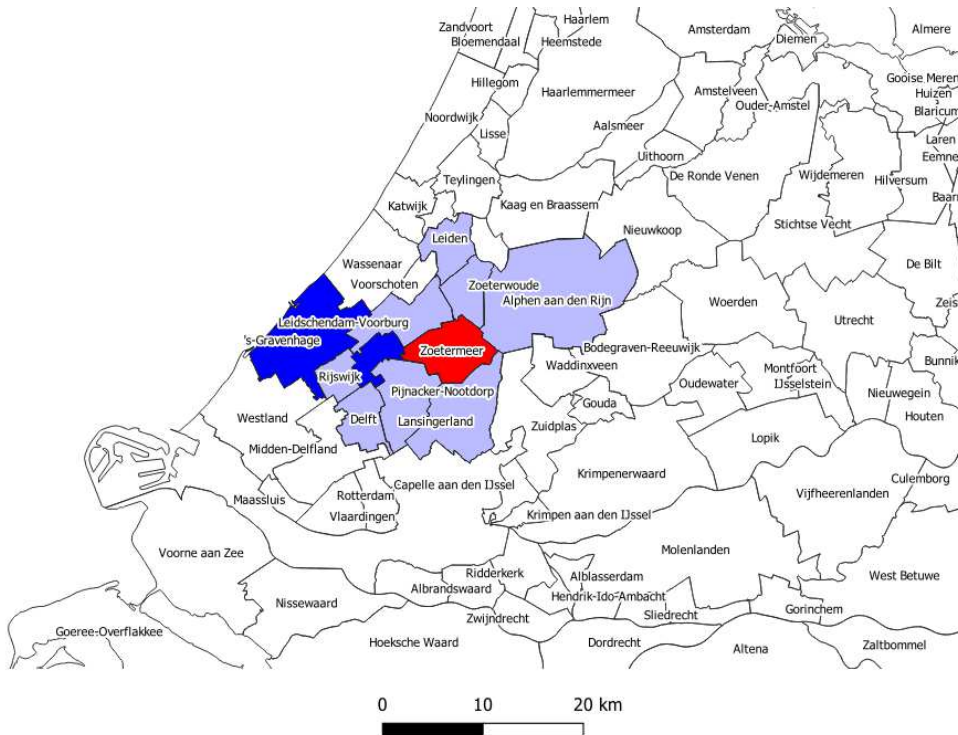 Haarlem
Amsterdam
Almere
Zandvoort
Bloemendaal
Heemstede
Diemen
Hillegom
Haarlemmermeer
Amstelveen
Gooise Meren
Huizen
Ouder-Amstel
Blaricum
Noordwijk
Lisse
Aalsmeer
Laren
Uithoorn
Eemne
Teylingen
De Ronde Venen
Wijdemeren
Hilversum
Baarn
Katwijk
Kaag en Braassem
Stichtse Vecht
Leiden
Nieuwkoop
Wassenaar
De Bilt
Voorschoten
Zoeterwoude
Alphen aan den Rijn
Woerden
Zeis
Leidschendam-Voorburg
Utrecht
's-Gravenhage
Zoetermeer
Bodegraven-Reeuwijk
Bunnik
Waddinxveen
Montfoort
Rijswijk
Oudewater
IJsselstein
Pijnacker-Nootdorp
Nieuwegein
Gouda
Westland
Delft
Lansingerland
Zuidplas
Houten
Lopik
Midden-Delfland
Krimpenerwaard
Capelle aan den IJssel
Culemborg
Maassluis
Rotterdam
Vijfheerenlanden
Vlaardingen
Krimpen aan den IJssel
Voorne aan Zee
Molenlanden
Ridderkerk
Alblasserdam
West Betuwe
Albrandswaard
Hendrik-Ido-Ambacht
Nissewaard
Gorinchem
Sliedrecht
Zwijndrecht
Goeree-Overflakkee
Hoeksche Waard
Dordrecht
Altena
Zaltbommel
0 10 20 km